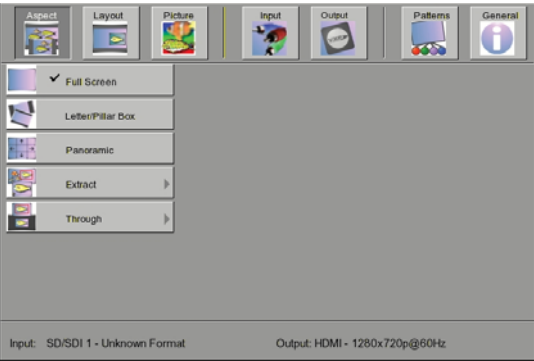 Aspect
Layout
Picture
Input
Output
Patterns
General
Full Screen
Letter/Pillar Box
Panoramic
Extract
Through
Input: SD/SDI 1 - Unknown Format
Output: HDMI - 1280x720p@60Hz